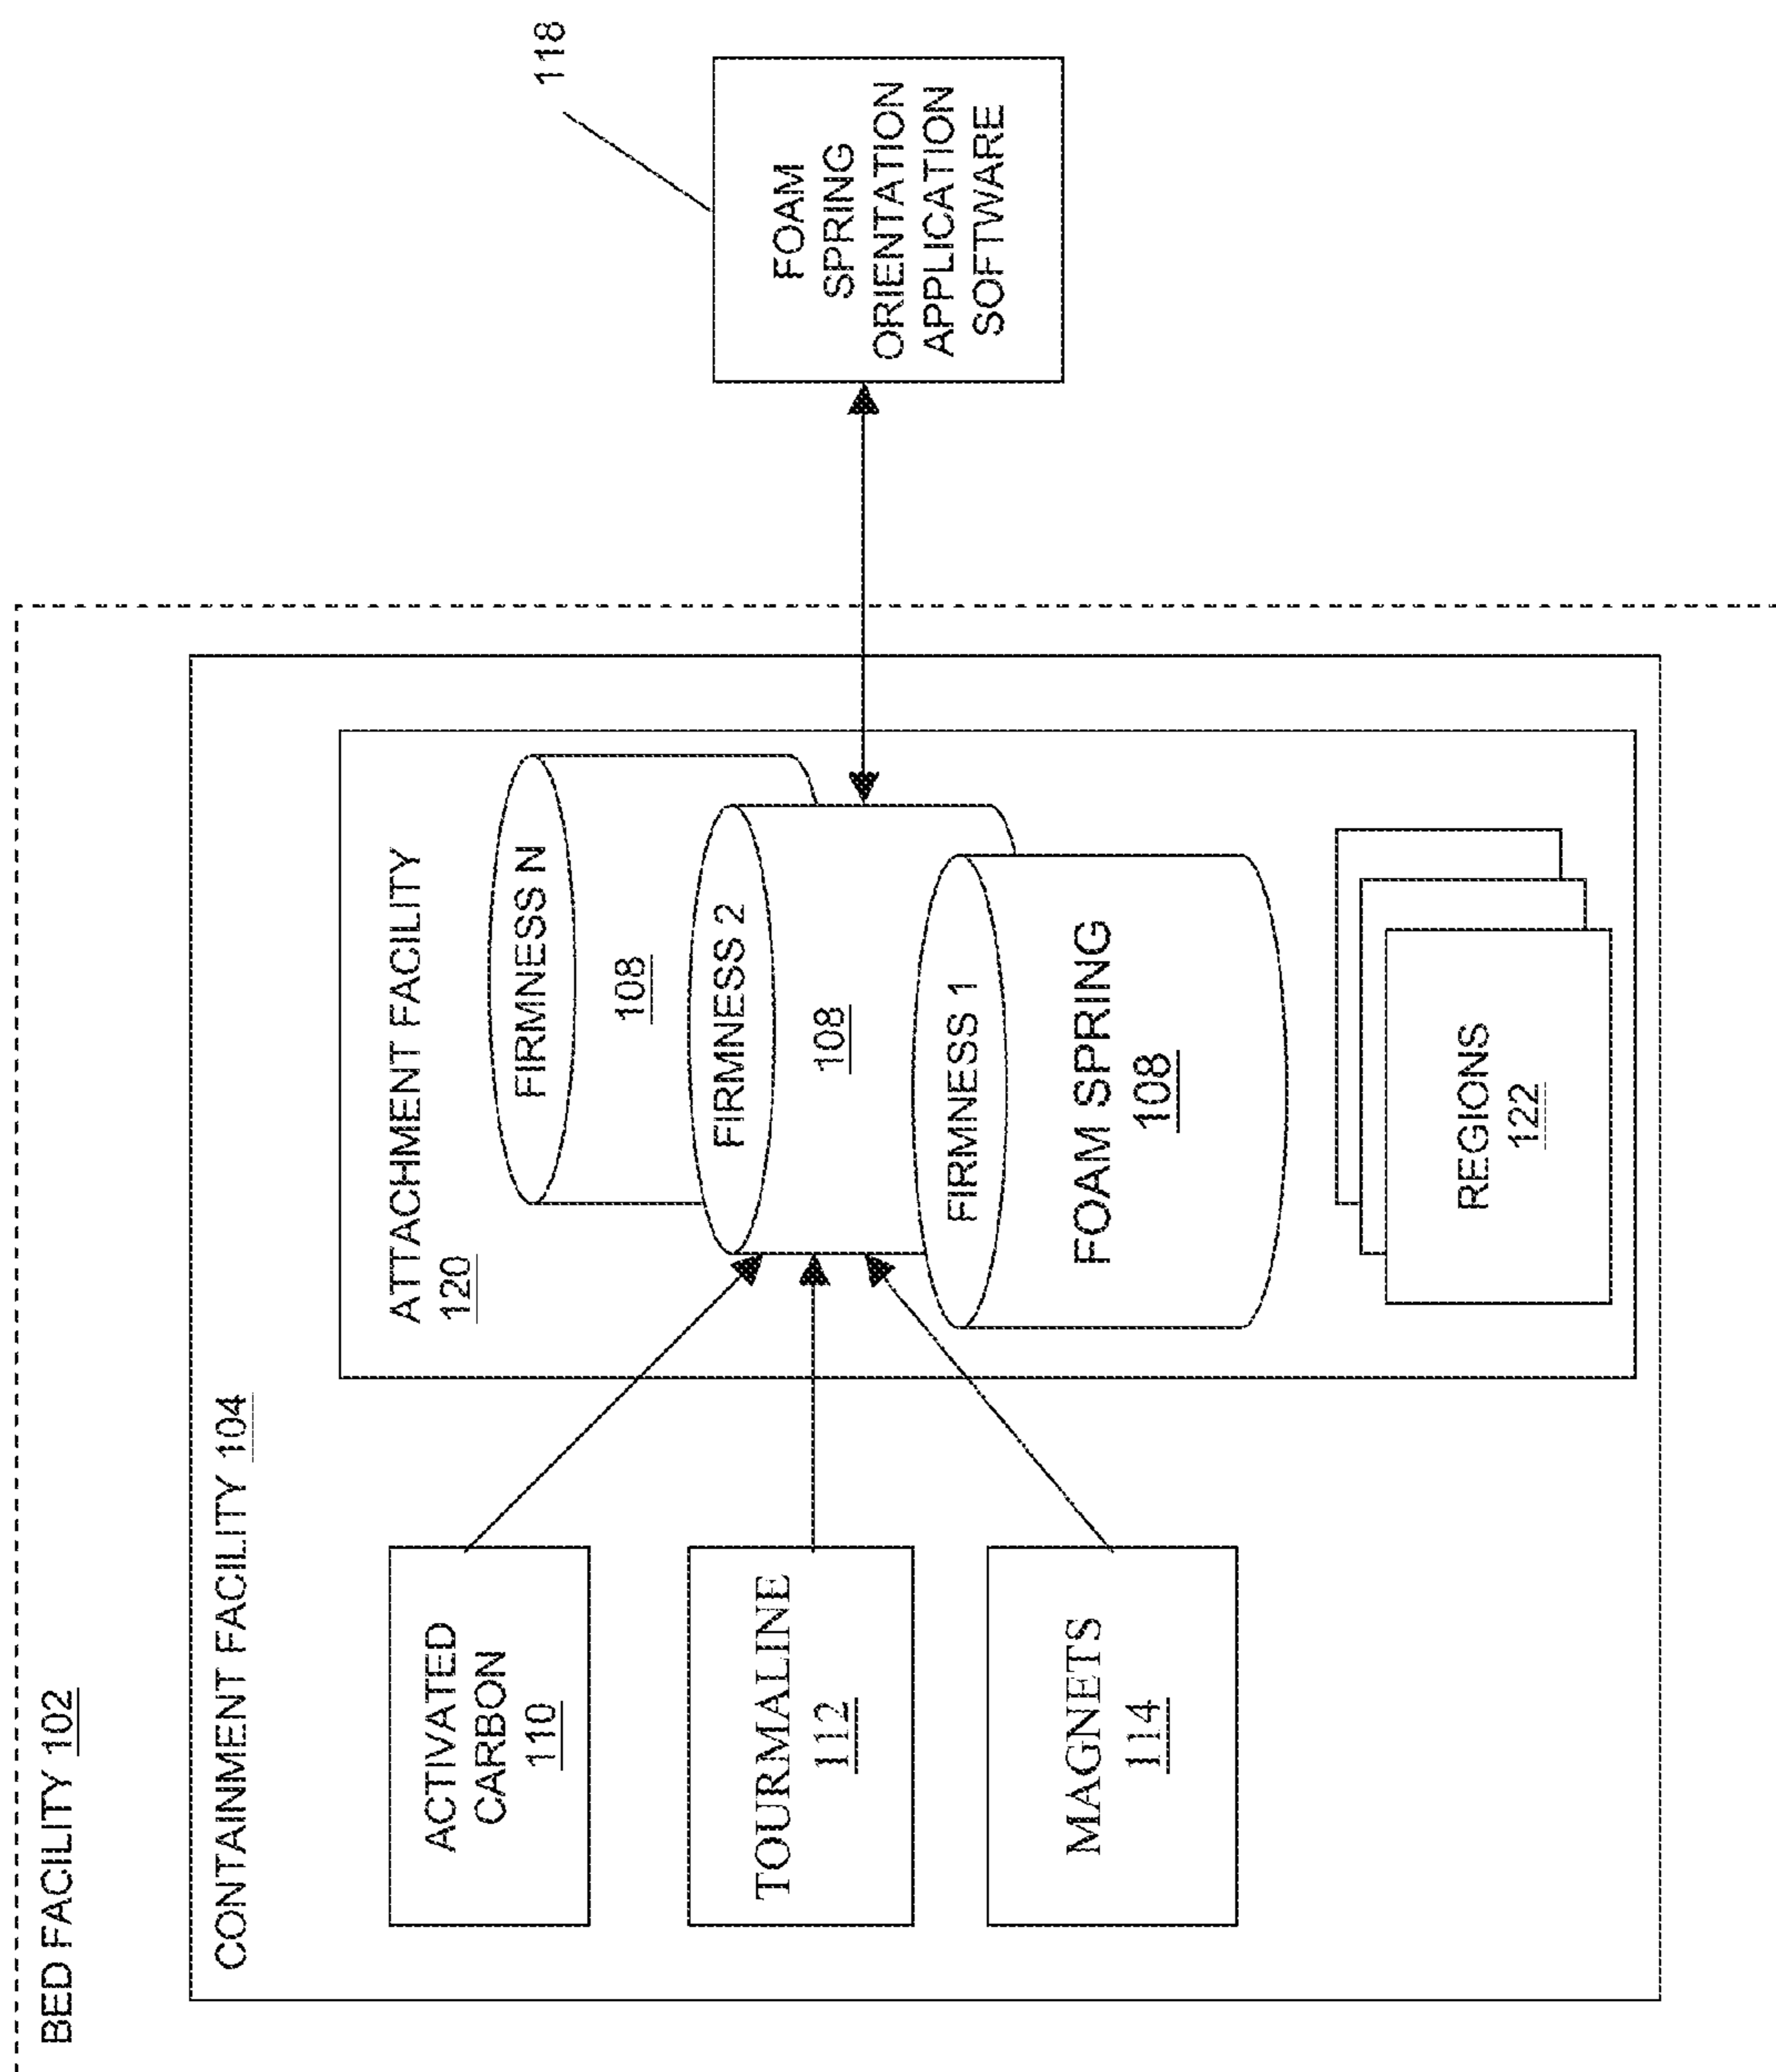 BED FACILITY 102
CONTAINMENT FACILITY 104
ACTIVATED
CARBON
110
TOURMALINE
112
MAGNETS
114
ATTACHMENT FACILITY
120
FIRMNESS N
108
FIRMNESS 2
108
FIRMNESS 1
FOAM SPRING
108
REGIONS
122
118
FOAM
SPRING
ORIENTATION
APPLICATION
SOFTWARE